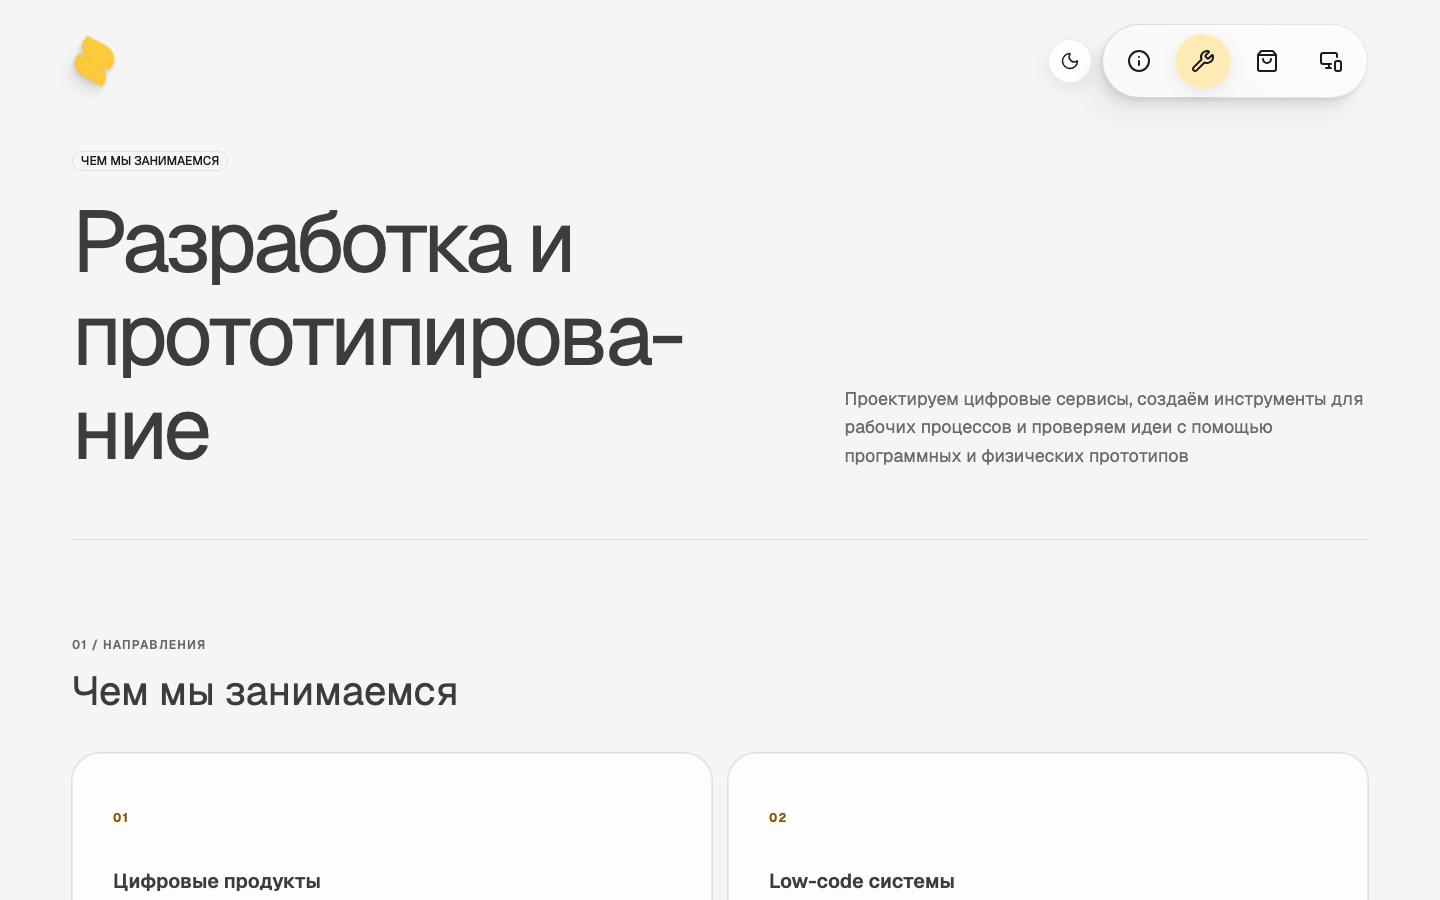 ЧЕМ МЫ ЗАНИМАЕМСЯ
Разработка и
прототипирова-
ние
Проектируем цифровые сервисы, создаём инструменты для
рабочих процессов и проверяем идеи с помощью
программных и физических прототипов
01 / НАПРАВЛЕНИЯ
Чем мы занимаемся
01
Цифровые продукты
02
Low-code системы